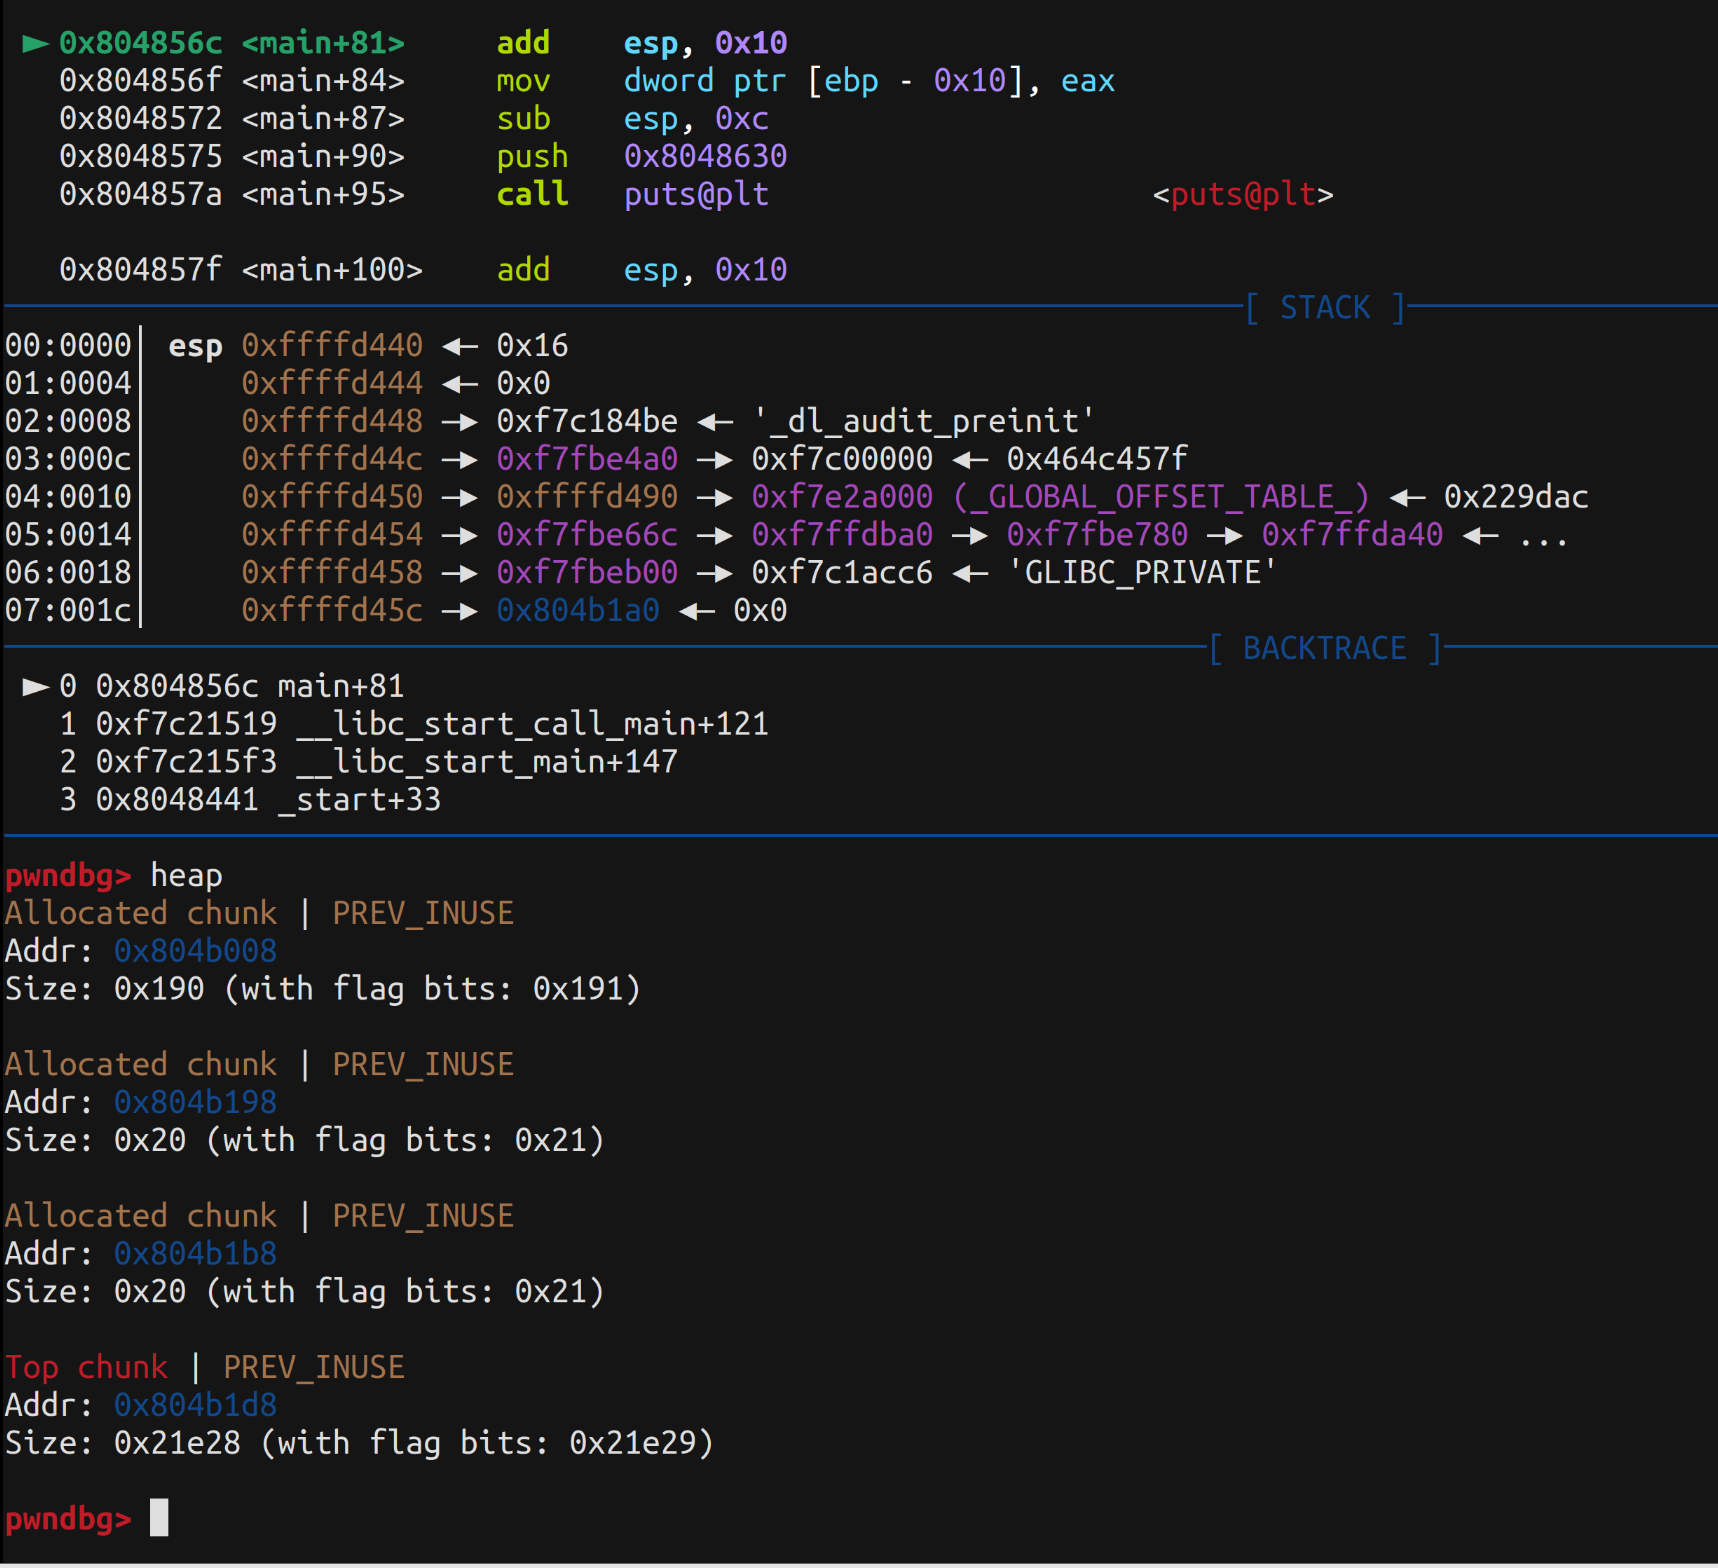 ► 0x804856c <main+81> add esp, 0x10
0x804856f <main+84> mov dword ptr [ebp - 0x10], eax
0x8048572 <main+87> sub esp, 0xc
0x8048575 <main+90> push 0x8048630
0x804857a <main+95> call puts@plt <puts@plt>
0x804857f <main+100> add esp, 0x10
[ STACK ]
00:0000│ esp 0xffffd440 ◄— 0x16
01:0004│ 0xffffd444 ◄— 0x0
02:0008│ 0xffffd448 —► 0xf7c184be ◄— '_dl_audit_preinit'
03:000c│ 0xffffd44c —► 0xf7fbe4a0 —► 0xf7c00000 ◄— 0x464c457f
04:0010│ 0xffffd450 —► 0xffffd490 —► 0xf7e2a000 (_GLOBAL_OFFSET_TABLE_) ◄— 0x229dac
05:0014│ 0xffffd454 —► 0xf7fbe66c —► 0xf7ffdba0 —► 0xf7fbe780 —► 0xf7ffda40 ◄— ...
06:0018│ 0xffffd458 —► 0xf7fbeb00 —► 0xf7c1acc6 ◄— 'GLIBC_PRIVATE'
07:001c│ 0xffffd45c —► 0x804b1a0 ◄— 0x0
[ BACKTRACE ]
► 0 0x804856c main+81
1 0xf7c21519 __libc_start_call_main+121
2 0xf7c215f3 __libc_start_main+147
3 0x8048441 _start+33
pwndbg> heap
Allocated chunk | PREV_INUSE
Addr: 0x804b008
Size: 0x190 (with flag bits: 0x191)
Allocated chunk | PREV_INUSE
Addr: 0x804b198
Size: 0x20 (with flag bits: 0x21)
Allocated chunk | PREV_INUSE
Addr: 0x804b1b8
Size: 0x20 (with flag bits: 0x21)
Top chunk | PREV_INUSE
Addr: 0x804b1d8
Size: 0x21e28 (with flag bits: 0x21e29)
pwndbg>